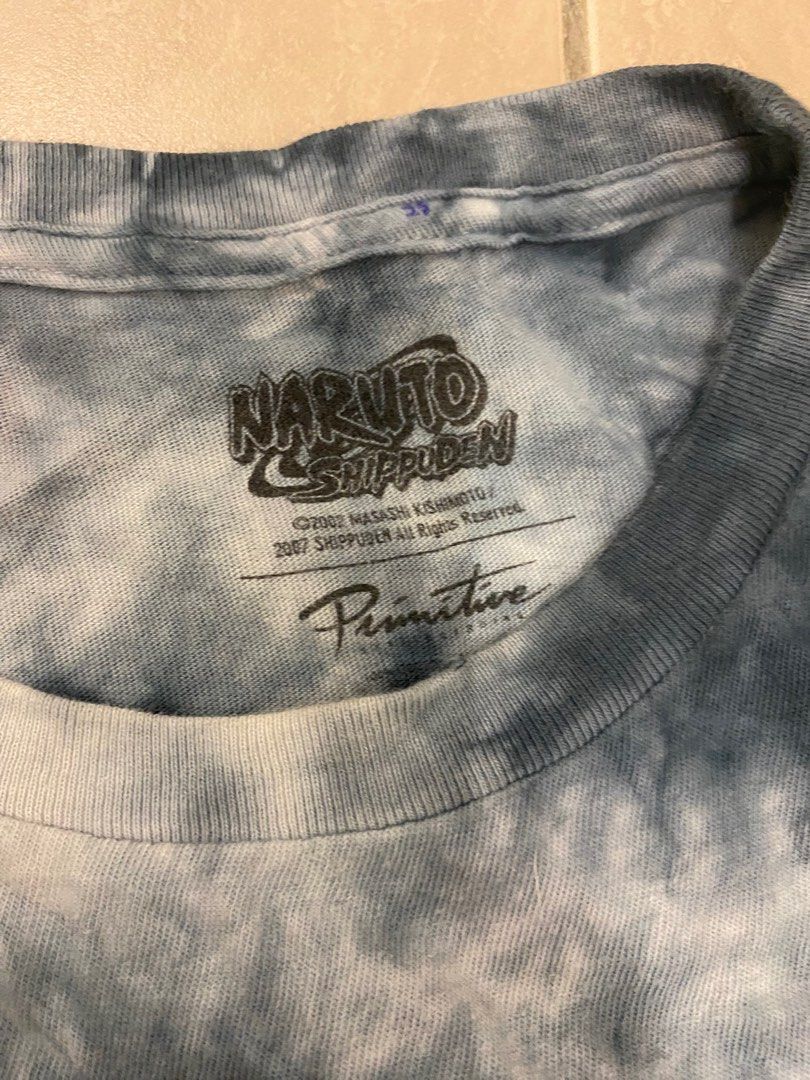 NARUTO
SHIPPUDEN
©2002 MASASHI KISHIMOTO /
2007 SHIPPUDEN All Rights Reserved.
Primitive